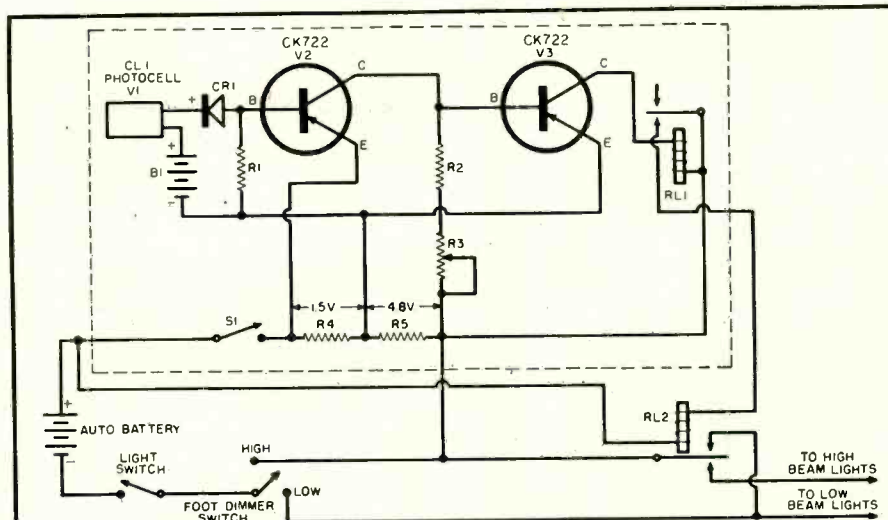 CK722
V2
CK722
V3
CL1
PHOTOCELL
V1
CR1
+
-
B
C
E
B
C
E
+
B1
-
R1
R2
R3
RL1
1.5V
4.8V
R4
R5
S1
+
AUTO BATTERY
-
RL2
LIGHT
SWITCH
HIGH
LOW
FOOT DIMMER
SWITCH
TO HIGH
BEAM LIGHTS
TO LOW
BEAM LIGHTS